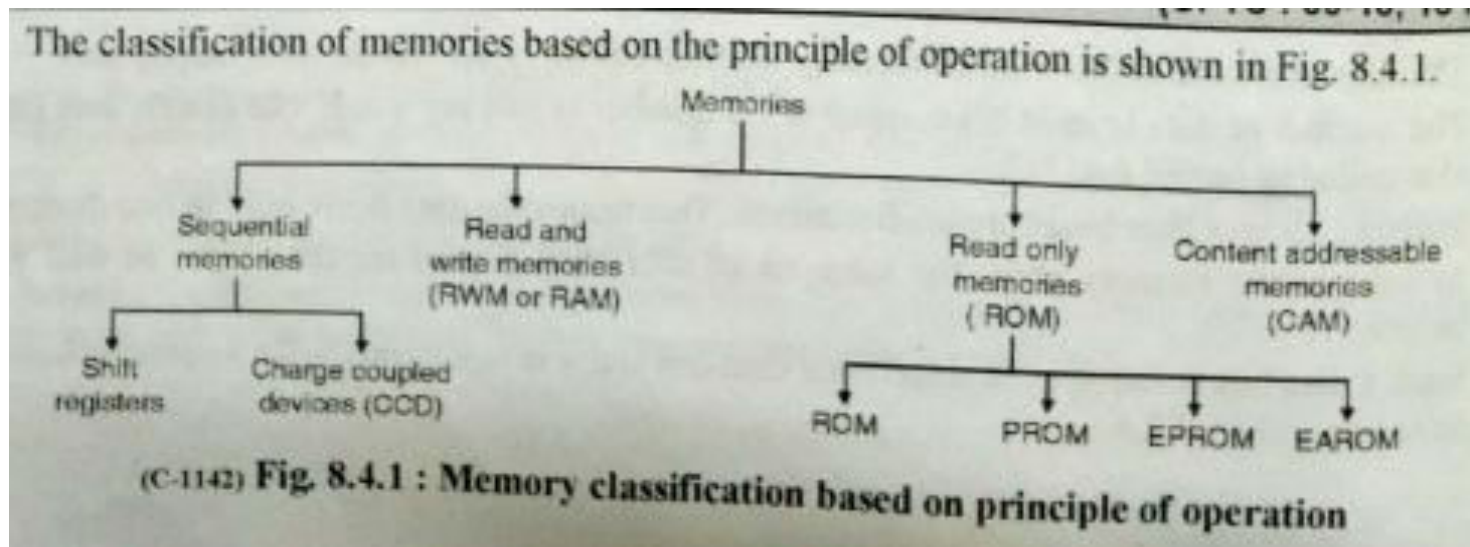 The classification of memories based on the principle of operation is shown in Fig. 8.4.1.
Memories
Sequential
memories
Read and
write memories
(RWM or RAM)
Read only
memories
( ROM)
Content addressable
memories
(CAM)
Shift
registers
Charge coupled
devices (CCD)
ROM
PROM
EPROM
EAROM
(C-1142) Fig. 8.4.1 : Memory classification based on principle of operation